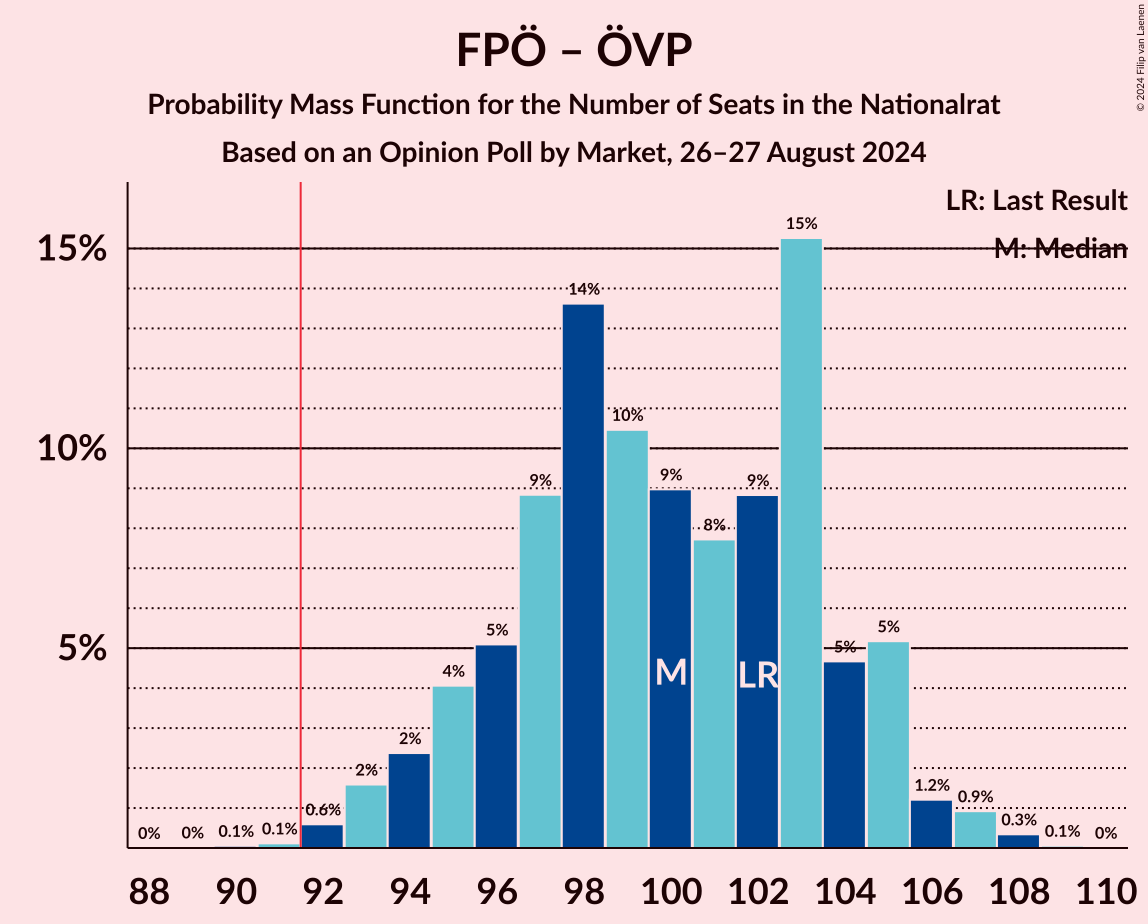 FPÖ – ÖVP
Probability Mass Function for the Number of Seats in the Nationalrat
Based on an Opinion Poll by Market, 26–27 August 2024
© 2024 Filip van Laenen
LR: Last Result
M: Median
15%
10%
5%
0%
0%
0.1%
0.1%
0.6%
2%
2%
4%
5%
9%
14%
10%
9%
8%
9%
15%
5%
5%
1.2%
0.9%
0.3%
0.1%
0%
M
LR
88 90 92 94 96 98 100 102 104 106 108 110